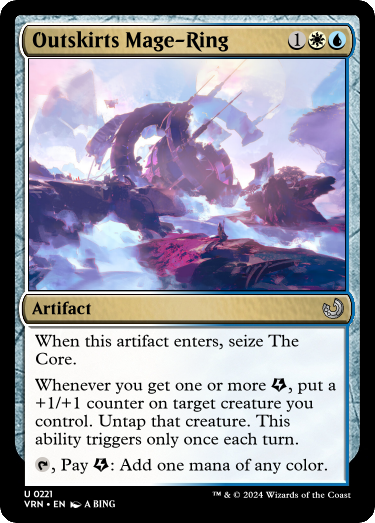 Outskirts Mage-Ring 1
Artifact
When this artifact enters, seize The
Core.
Whenever you get one or more , put a
+1/+1 counter on target creature you
control. Untap that creature. This
ability triggers only once each turn.
, Pay : Add one mana of any color.
U 0221
VRN • EN A BING
™ & © 2024 Wizards of the Coast